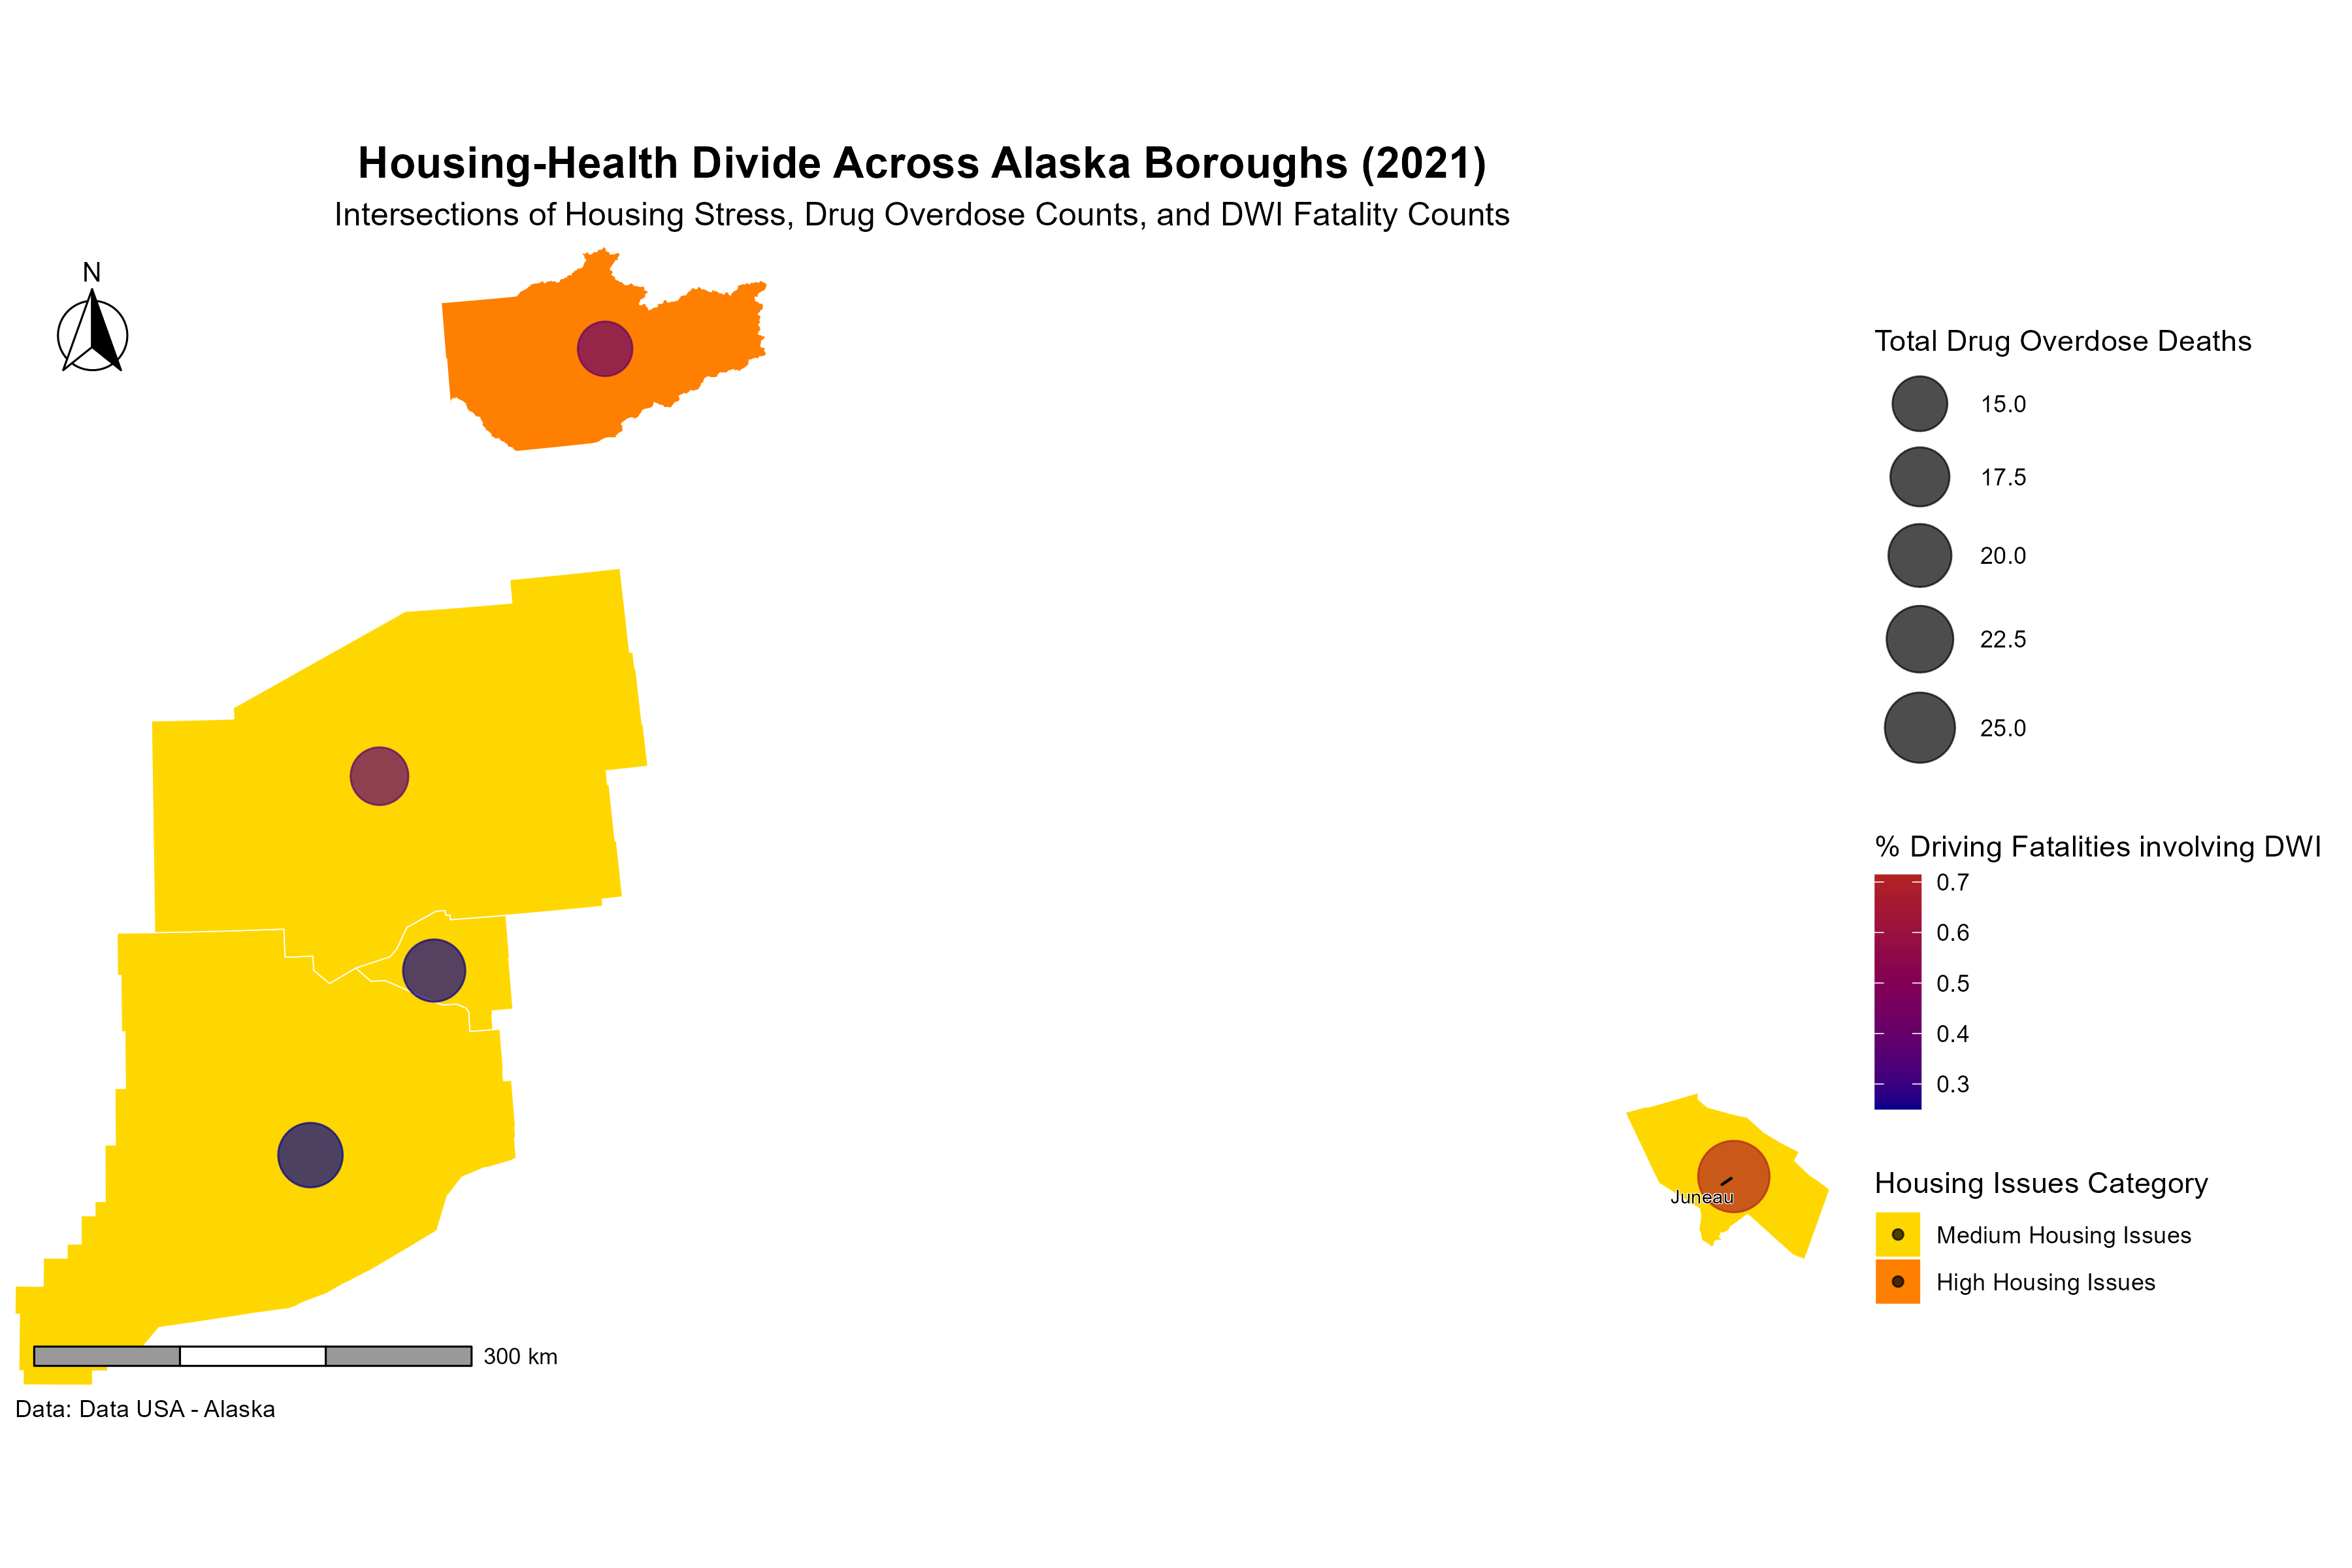 Housing-Health Divide Across Alaska Boroughs (2021)
Intersections of Housing Stress, Drug Overdose Counts, and DWI Fatality Counts
N
Total Drug Overdose Deaths
15.0
17.5
20.0
22.5
25.0
% Driving Fatalities involving DWI
0.7
0.6
0.5
0.4
0.3
Juneau
Housing Issues Category
Medium Housing Issues
High Housing Issues
300 km
Data: Data USA - Alaska